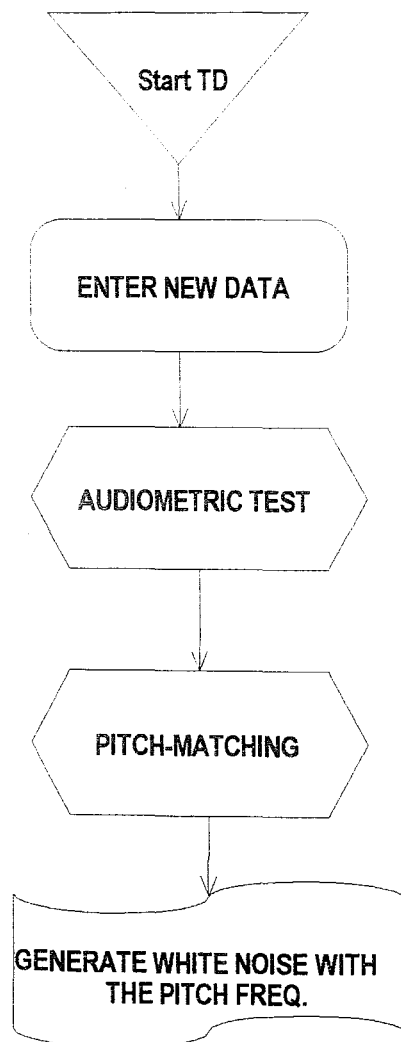 Start TD
ENTER NEW DATA
AUDIOMETRIC TEST
PITCH-MATCHING
GENERATE WHITE NOISE WITH
THE PITCH FREQ.